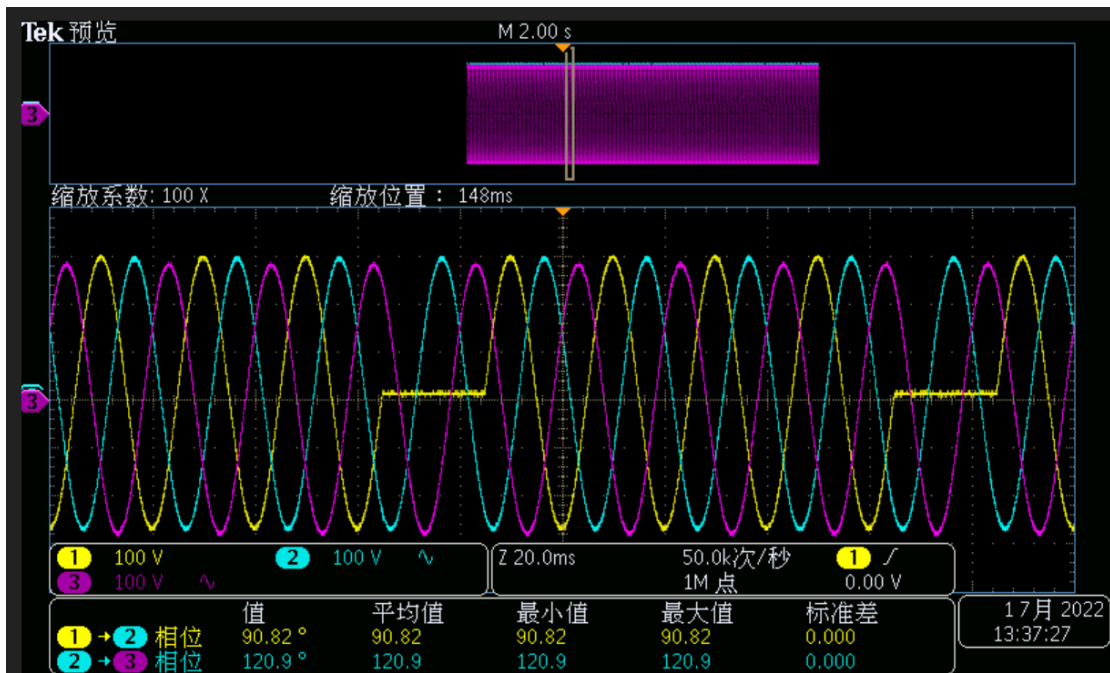 Tek 预览 M 2.00 s
3
缩放系数: 100 X 缩放位置： 148ms
3
1 100 V 2 100 V Z 20.0ms 50.0k次/秒 1
3 100 V 1M 点 0.00 V
值 平均值 最小值 最大值 标准差
1 → 2 相位 90.82 ° 90.82 90.82 90.82 0.000
2 → 3 相位 120.9 ° 120.9 120.9 120.9 0.000
1 7月 2022
13:37:27